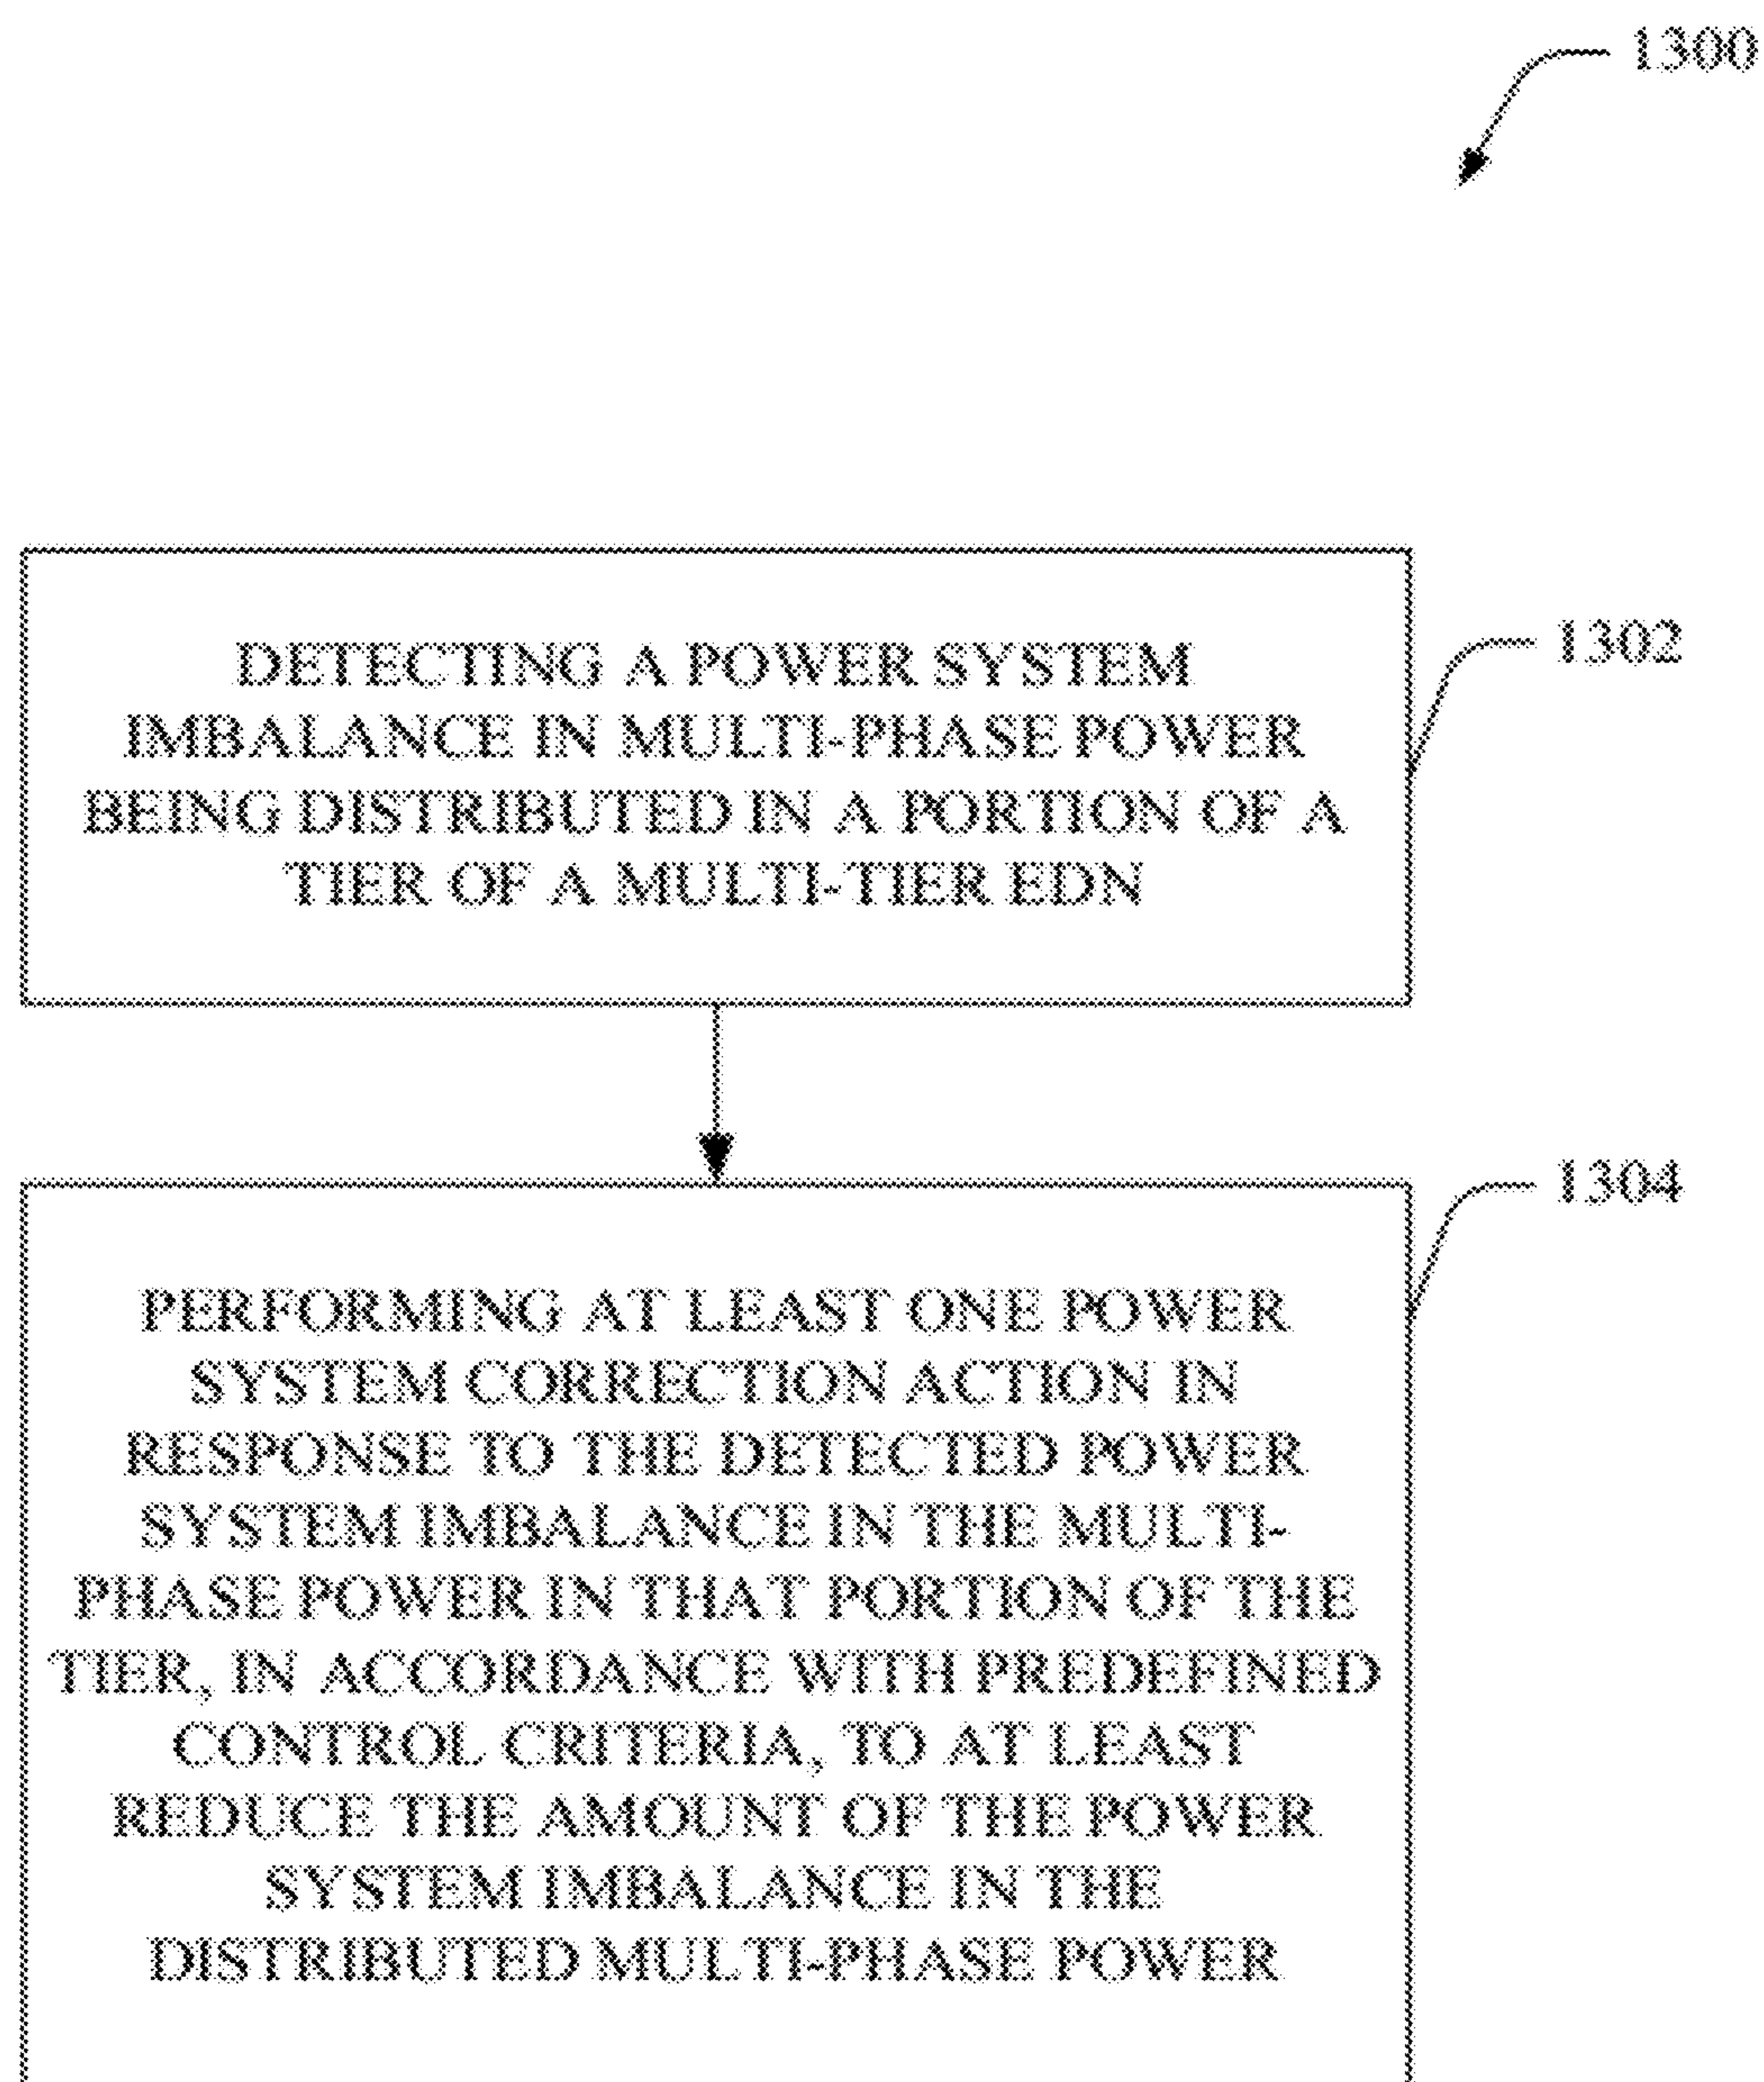 1300
DETECTING A POWER SYSTEM
IMBALANCE IN MULTI-PHASE POWER
BEING DISTRIBUTED IN A PORTION OF A
TIER OF A MULTI-TIER EDN
1302
PERFORMING AT LEAST ONE POWER
SYSTEM CORRECTION ACTION IN
RESPONSE TO THE DETECTED POWER
SYSTEM IMBALANCE IN THE MULTI-
PHASE POWER IN THAT PORTION OF THE
TIER, IN ACCORDANCE WITH PREDEFINED
CONTROL CRITERIA, TO AT LEAST
REDUCE THE AMOUNT OF THE POWER
SYSTEM IMBALANCE IN THE
DISTRIBUTED MULTI-PHASE POWER
1304